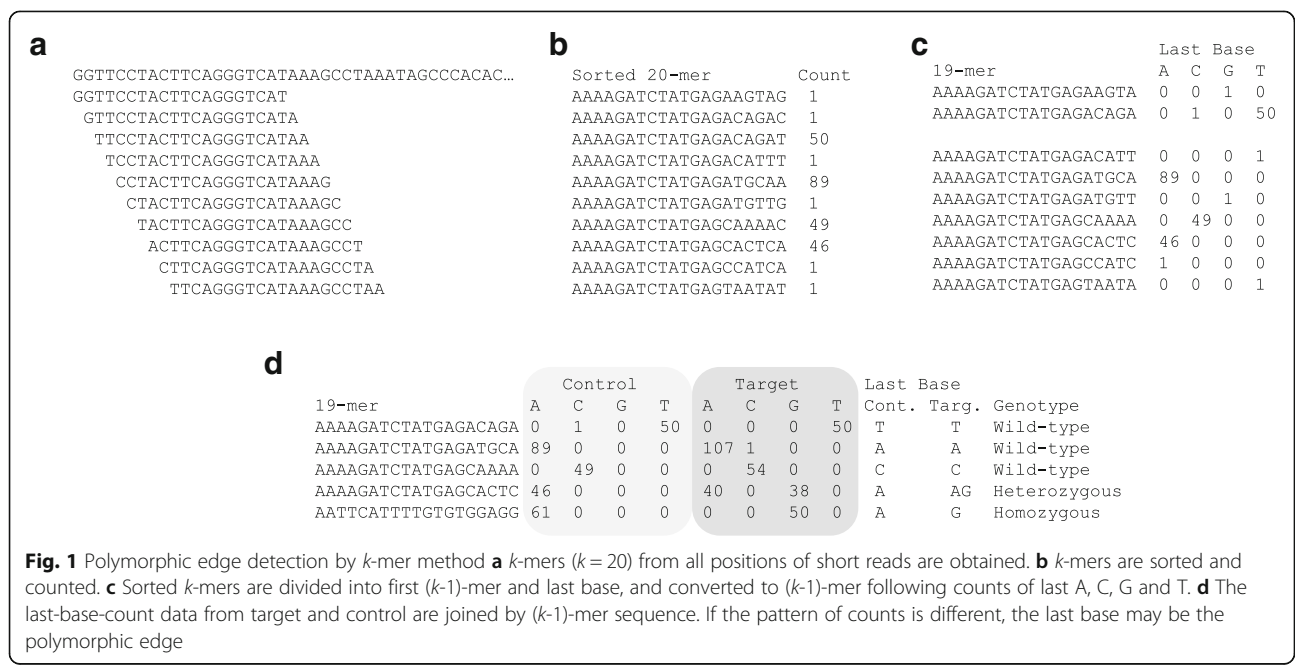 a
GGTTCCTACTTCAGGGTCATAAAGCCTAAATAGCCCACAC…
GGTTCCTACTTCAGGGTCAT
GTTCCTACTTCAGGGTCATA
TTCCTACTTCAGGGTCATAA
TCCTACTTCAGGGTCATAAA
CCTACTTCAGGGTCATAAAG
CTACTTCAGGGTCATAAAGC
TACTTCAGGGTCATAAAGCC
ACTTCAGGGTCATAAAGCCT
CTTCAGGGTCATAAAGCCTA
TTCAGGGTCATAAAGCCTAA
b
Sorted 20-mer Count
AAAAGATCTATGAGAAGTAG 1
AAAAGATCTATGAGACAGAC 1
AAAAGATCTATGAGACAGAT 50
AAAAGATCTATGAGACATTT 1
AAAAGATCTATGAGATGCAA 89
AAAAGATCTATGAGATGTTG 1
AAAAGATCTATGAGCAAAAC 49
AAAAGATCTATGAGCACTCA 46
AAAAGATCTATGAGCCATCA 1
AAAAGATCTATGAGTAATAT 1
c
Last Base
19-mer A C G T
AAAAGATCTATGAGAAGTA 0 0 1 0
AAAAGATCTATGAGACAGA 0 1 0 50
AAAAGATCTATGAGACATT 0 0 0 1
AAAAGATCTATGAGATGCA 89 0 0 0
AAAAGATCTATGAGATGTT 0 0 1 0
AAAAGATCTATGAGCAAAA 0 49 0 0
AAAAGATCTATGAGCACTC 46 0 0 0
AAAAGATCTATGAGCCATC 1 0 0 0
AAAAGATCTATGAGTAATA 0 0 0 1
d
Control Target Last Base
19-mer A C G T A C G T Cont. Targ. Genotype
AAAAGATCTATGAGACAGA 0 1 0 50 0 0 0 50 T T Wild-type
AAAAGATCTATGAGATGCA 89 0 0 0 107 1 0 0 A A Wild-type
AAAAGATCTATGAGCAAAA 0 49 0 0 0 54 0 0 C C Wild-type
AAAAGATCTATGAGCACTC 46 0 0 0 40 0 38 0 A AG Heterozygous
AATTCATTTTGTGTGGAGG 61 0 0 0 0 0 50 0 A G Homozygous
Fig. 1 Polymorphic edge detection by k-mer method a k-mers (k = 20) from all positions of short reads are obtained. b k-mers are sorted and
counted. c Sorted k-mers are divided into first (k-1)-mer and last base, and converted to (k-1)-mer following counts of last A, C, G and T. d The
last-base-count data from target and control are joined by (k-1)-mer sequence. If the pattern of counts is different, the last base may be the
polymorphic edge